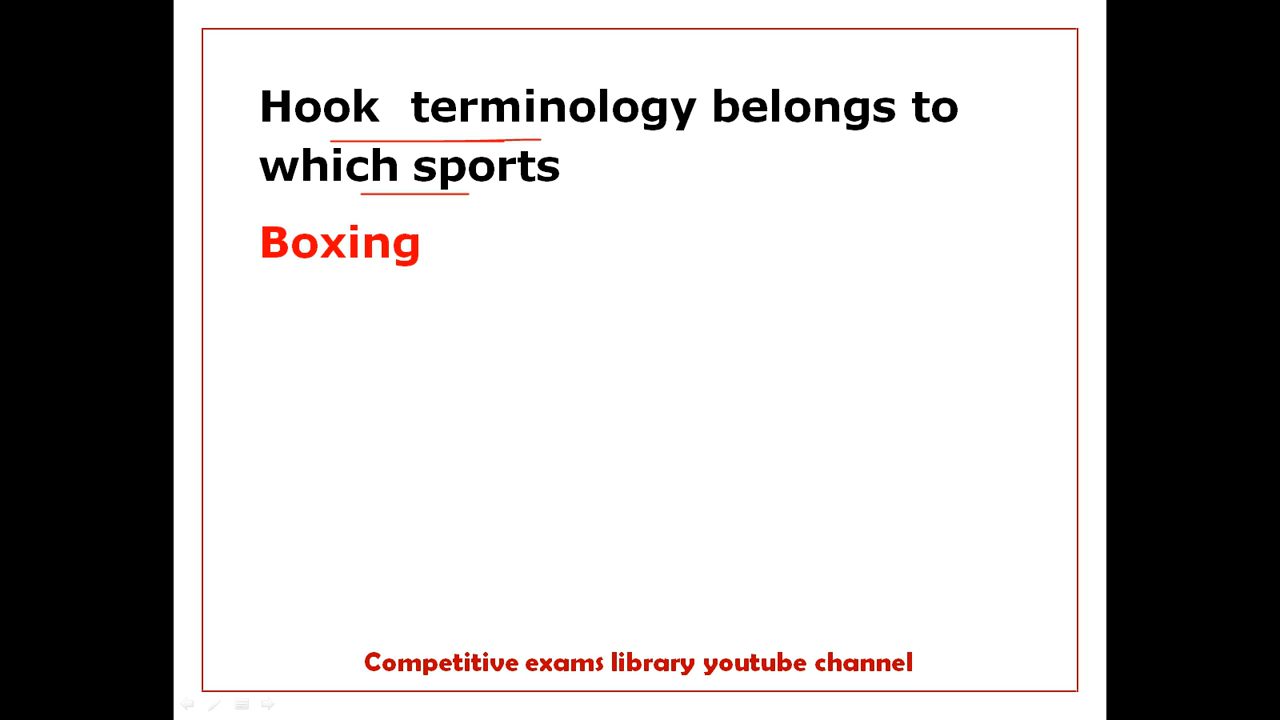 Hook  terminology belongs to
which sports
Boxing
Competitive exams library youtube channel